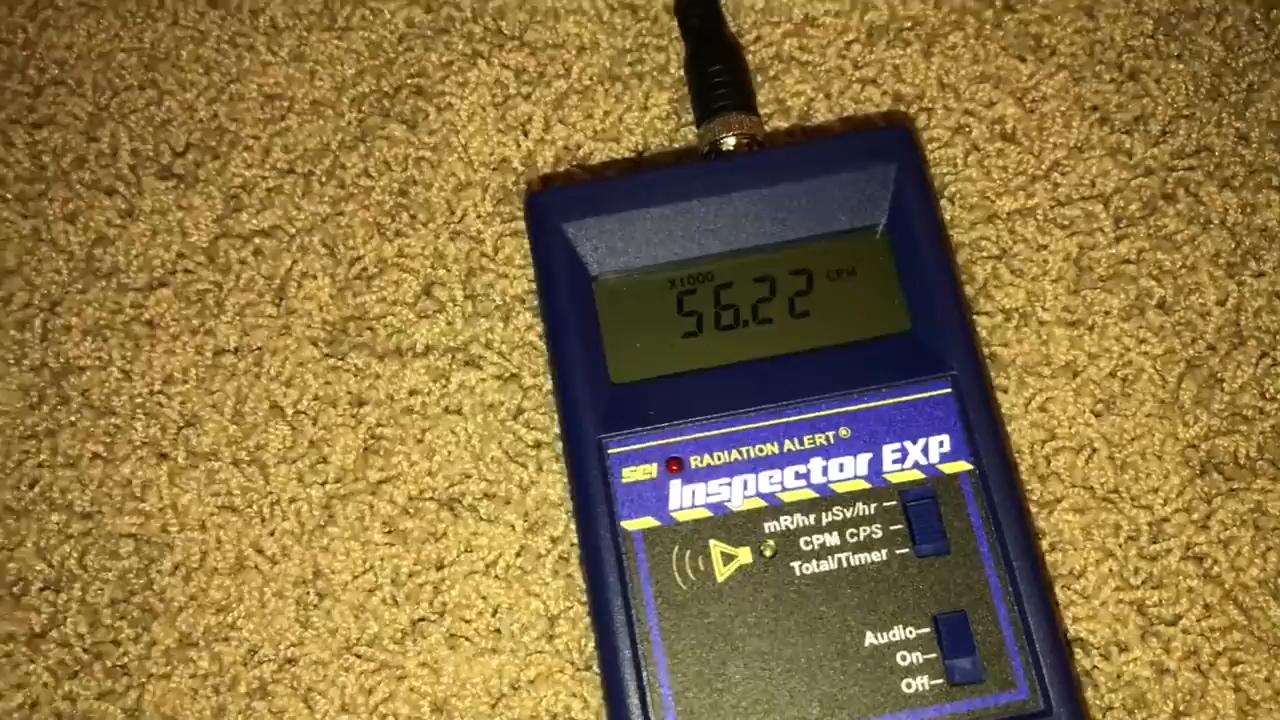 X1000
56.22 CPM
SEI RADIATION ALERT®
Inspector EXP
mR/hr µSv/hr
CPM CPS
Total/Timer
Audio
On
Off